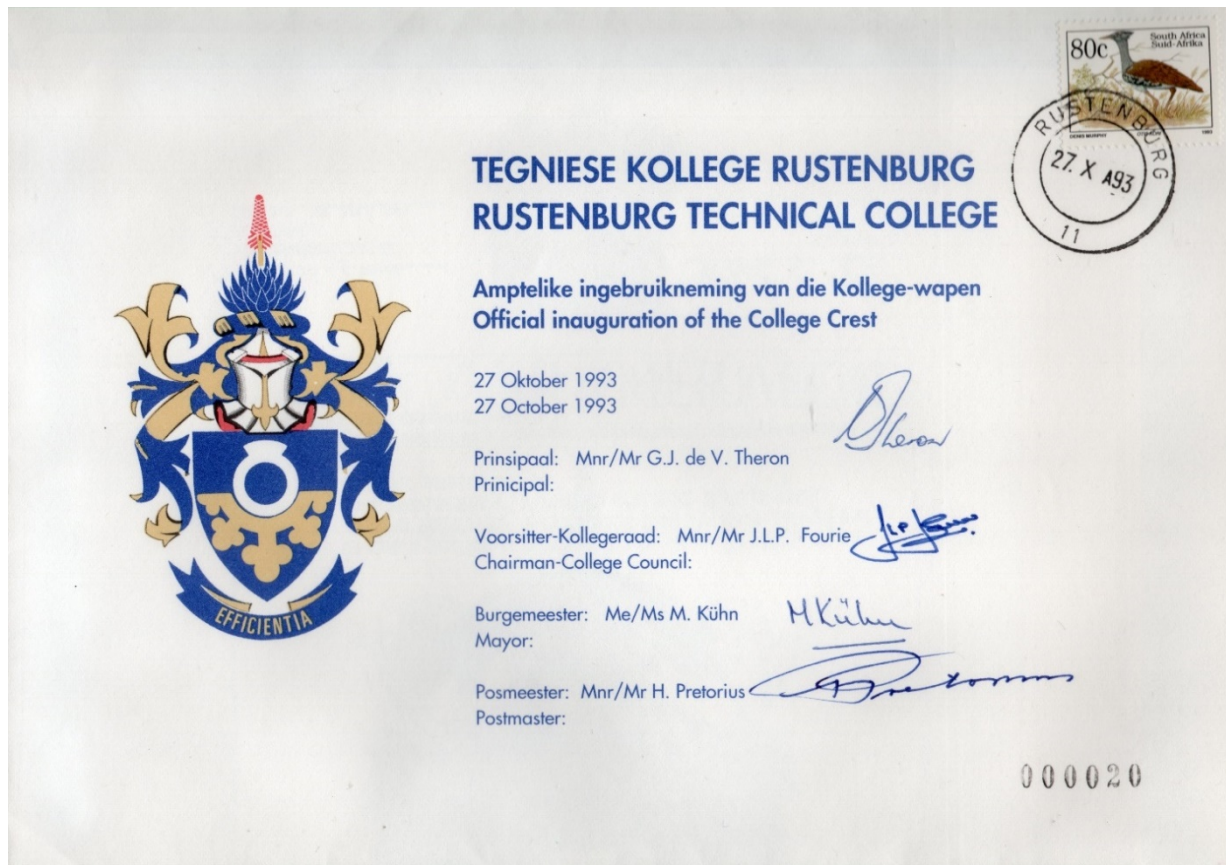 80c South Africa
Suid-Afrika
RUSTENBURG
27. X A93
11
TEGNIESE KOLLEGE RUSTENBURG
RUSTENBURG TECHNICAL COLLEGE
Amptelike ingebruikneming van die Kollege-wapen
Official inauguration of the College Crest
27 Oktober 1993
27 October 1993
Prinsipaal: Mnr/Mr G.J. de V. Theron
Prinicipal:
Theron
Voorsitter-Kollegeraad: Mnr/Mr J.L.P. Fourie
Chairman-College Council:
Burgemeester: Me/Ms M. Kühn M Kühn
Mayor:
Posmeester: Mnr/Mr H. Pretorius Pretorius
Postmaster:
EFFICIENTIA
000020